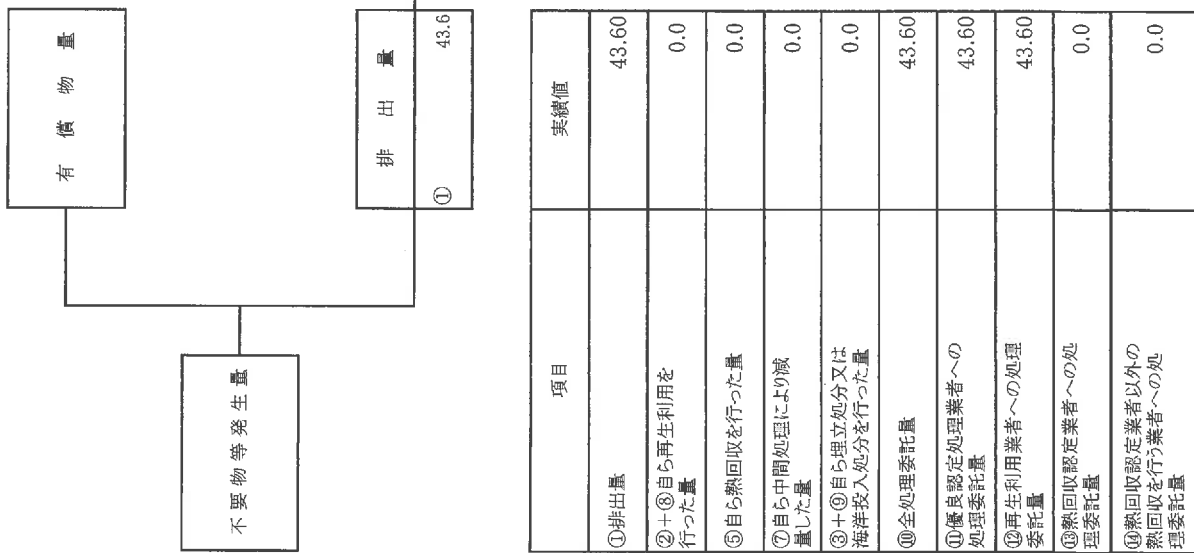 有償物量
不要物等発生量
排出量
① 43.6
項目 実績値
①排出量 43.60
②+⑧自ら再生利用を
行った量 0.0
⑤自ら熱回収を行った量 0.0
⑦自ら中間処理により減
量した量 0.0
③+⑨自ら埋立処分又は
海洋投入処分を行った量 0.0
⑩全処理委託量 43.60
⑪優良認定処理業者への
処理委託量 43.60
⑫再生利用業者への処理
委託量 43.60
⑬熱回収認定業者への処
理委託量 0.0
⑭熱回収認定業者以外の
熱回収を行う業者への処
理委託量 0.0